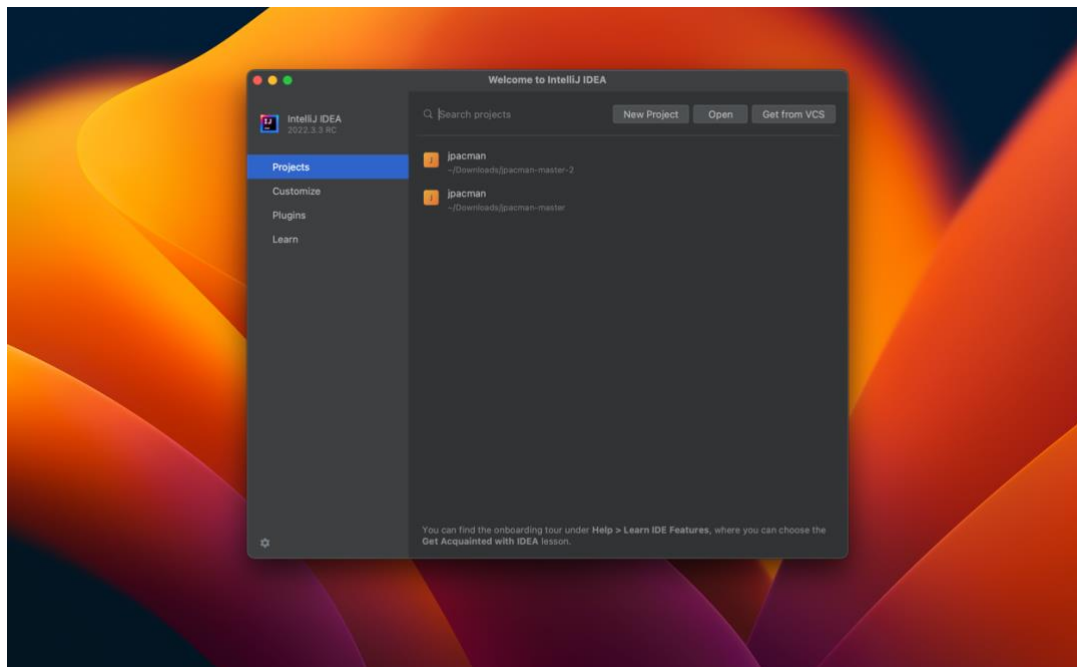 Welcome to IntelliJ IDEA
IntelliJ IDEA
2022.3.3 RC
Projects
Customize
Plugins
Learn
Search projects
New Project
Open
Get from VCS
J
jpacman
~/Downloads/jpacman-master-2
J
jpacman
~/Downloads/jpacman-master
You can find the onboarding tour under Help > Learn IDE Features, where you can choose the
Get Acquainted with IDEA lesson.
IJ